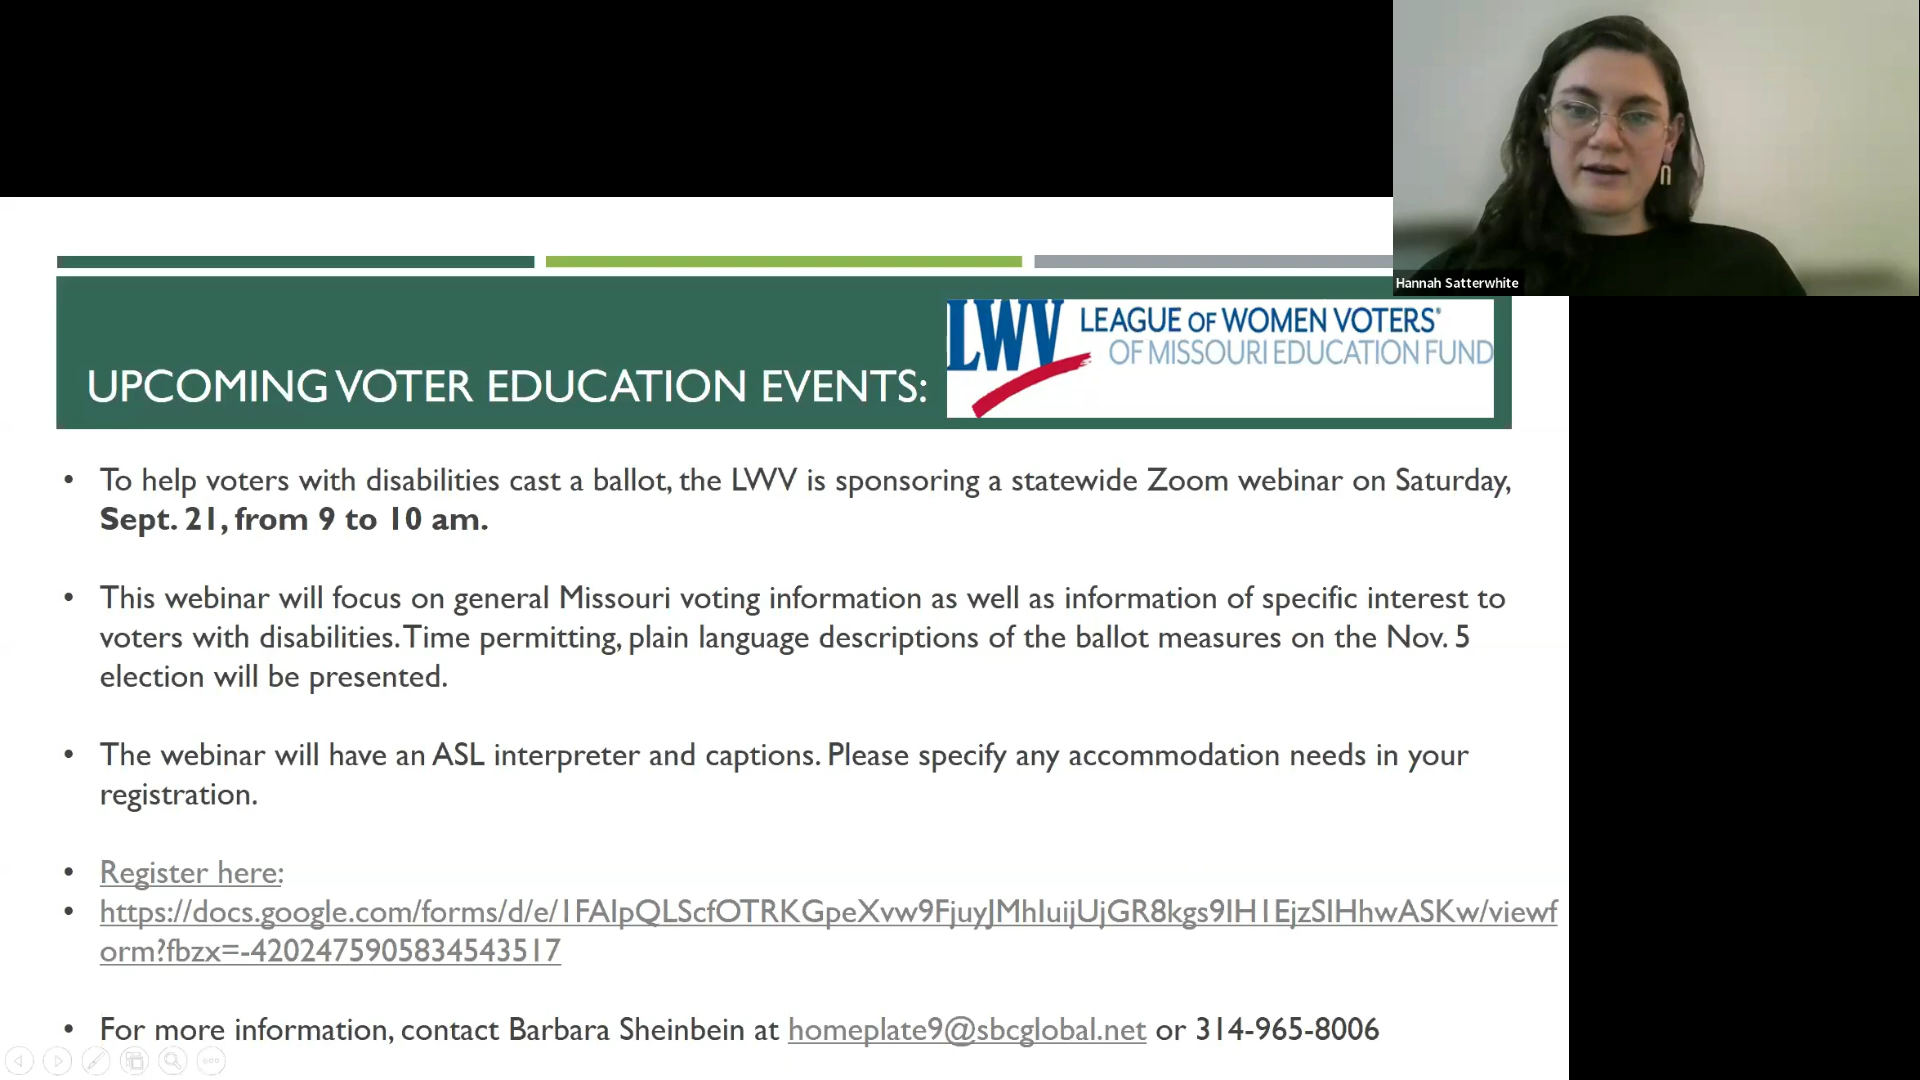 Hannah Satterwhite
LWV LEAGUE OF WOMEN VOTERS®
OF MISSOURI EDUCATION FUND
UPCOMING VOTER EDUCATION EVENTS:
• To help voters with disabilities cast a ballot, the LWV is sponsoring a statewide Zoom webinar on Saturday,
Sept. 21, from 9 to 10 am.
• This webinar will focus on general Missouri voting information as well as information of specific interest to
voters with disabilities. Time permitting, plain language descriptions of the ballot measures on the Nov. 5
election will be presented.
• The webinar will have an ASL interpreter and captions. Please specify any accommodation needs in your
registration.
• Register here:
• https://docs.google.com/forms/d/e/1FAIpQLScfOTRKGpeXvw9FjuyJMhIuijUjGR8kgs9IH1EjzSIHhwASKw/viewf
orm?fbzx=-4202475905834543517
• For more information, contact Barbara Sheinbein at homeplate9@sbcglobal.net or 314-965-8006